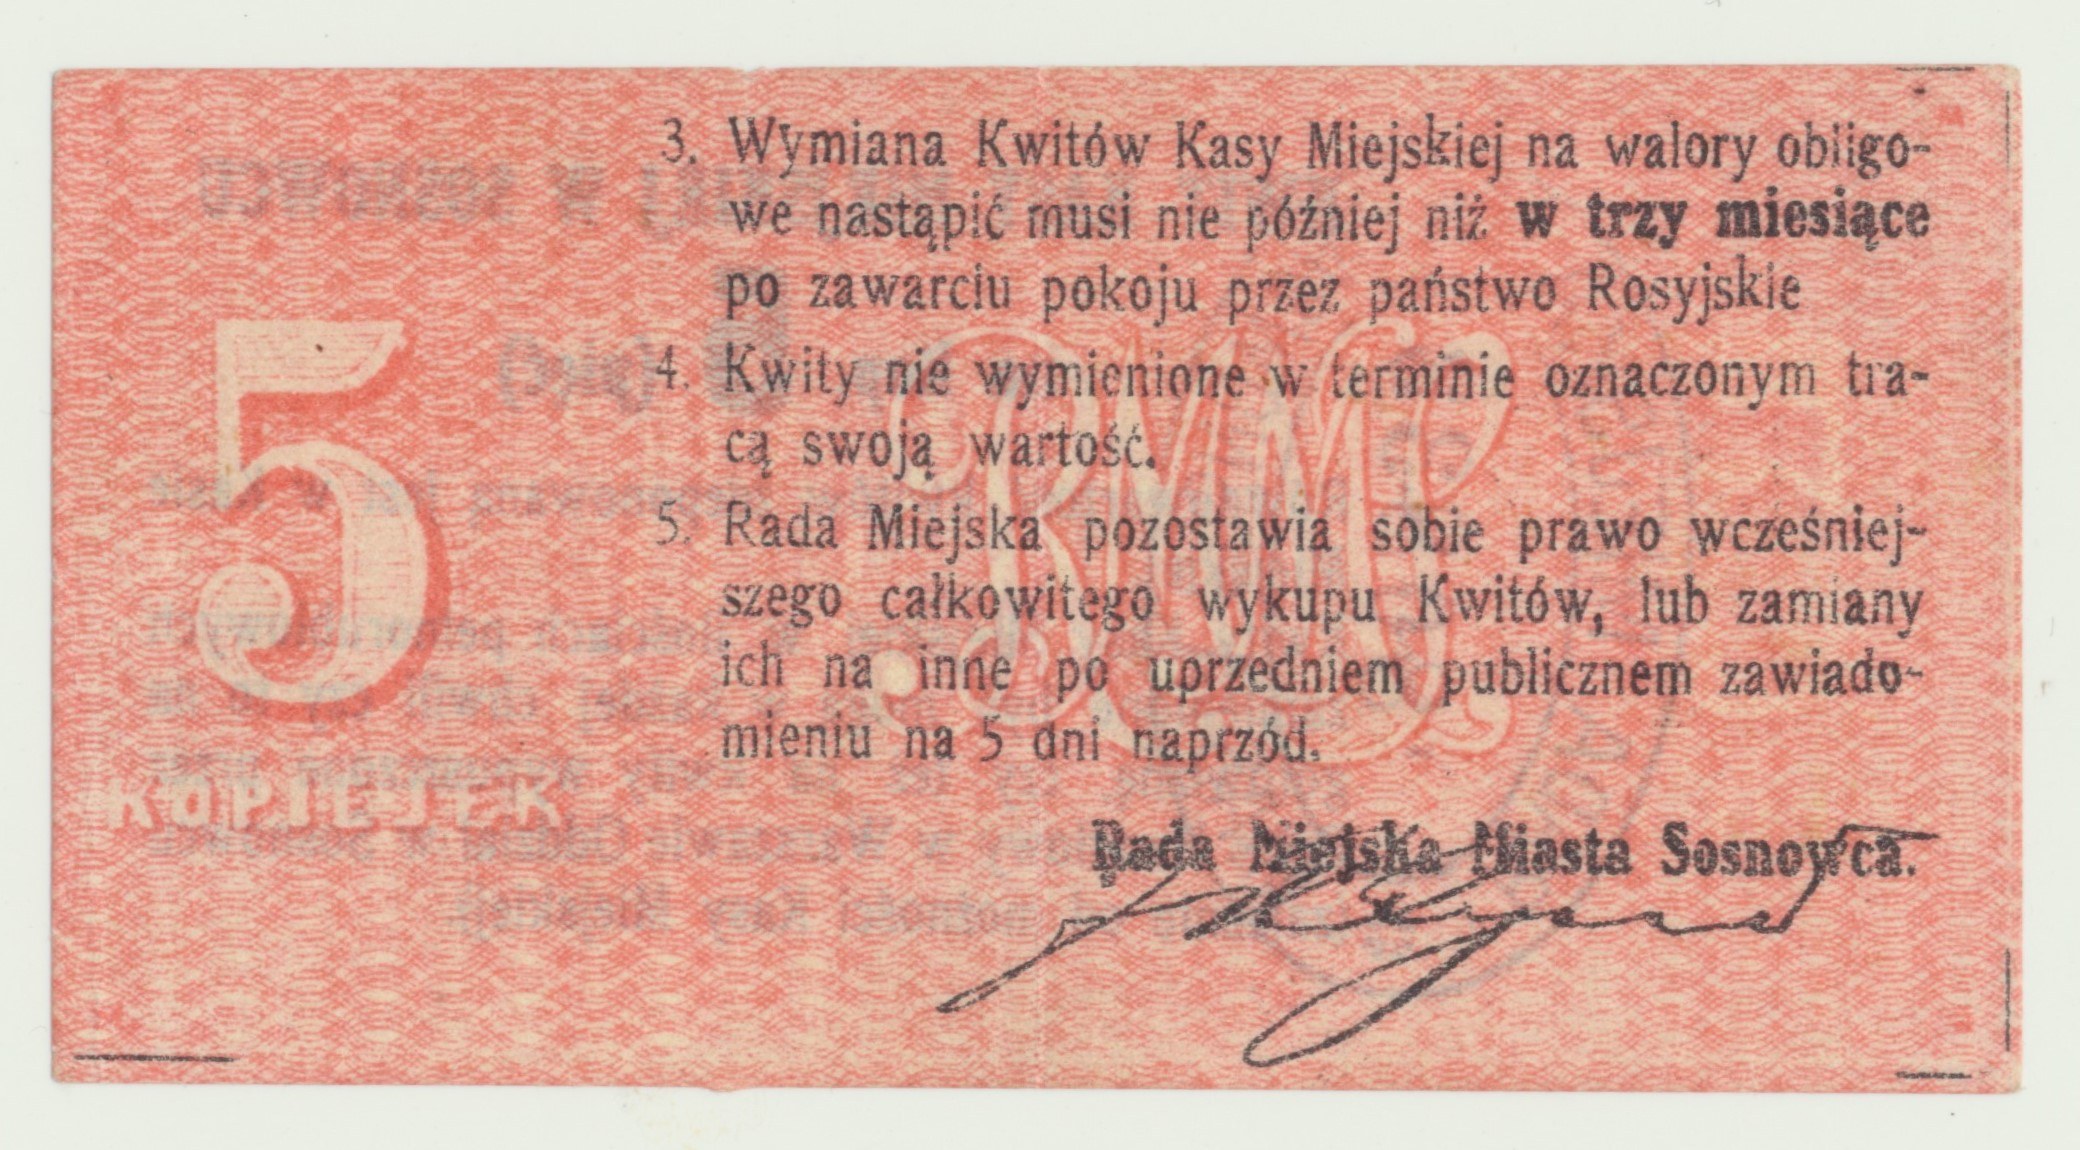 3. Wymiana Kwitów Kasy Miejskiej na walory obligo-
we nastąpić musi nie później niż w trzy miesiące
po zawarciu pokoju przez państwo Rosyjskie
4. Kwity nie wymienione w terminie oznaczonym tra-
cą swoją wartość.
5. Rada Miejska pozostawia sobie prawo wcześniej-
szego całkowitego wykupu Kwitów, lub zamiany
ich na inne po uprzedniem publicznem zawiado-
mieniu na 5 dni naprzód.
Rada Miejska Miasta Sosnowca.
5
KOPIEJEK
RMMS